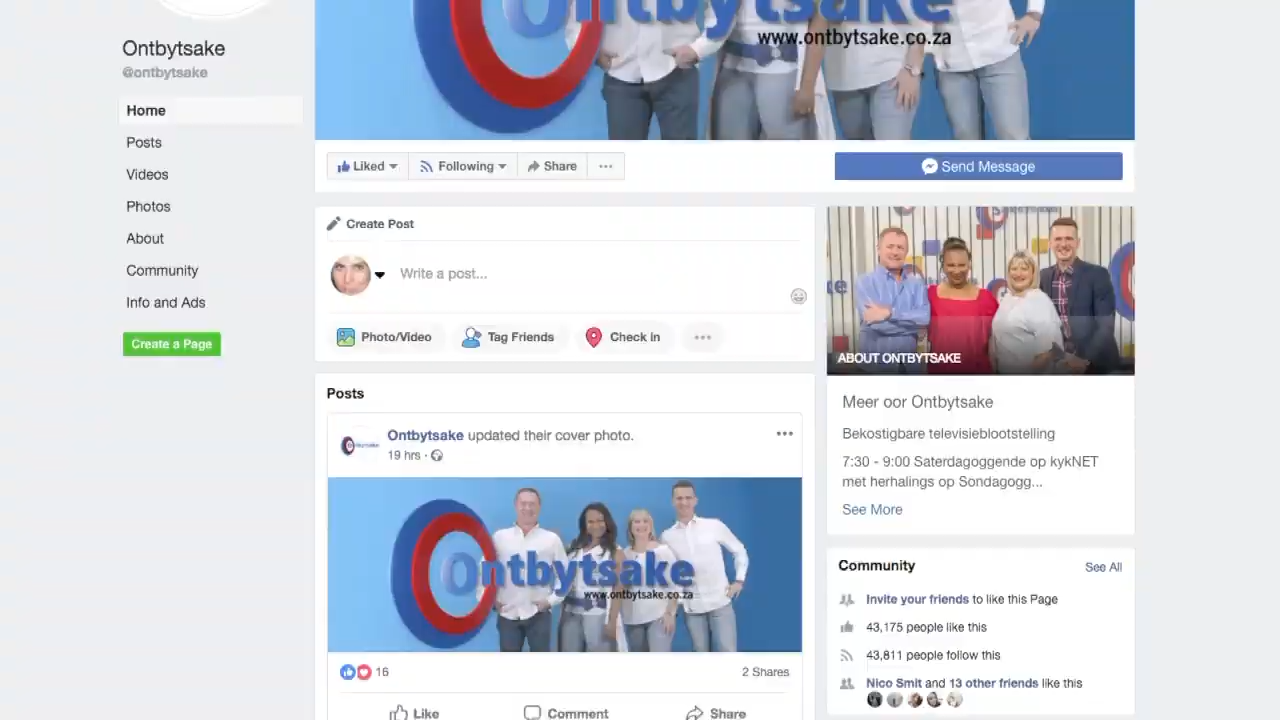 Ontbytsake
www.ontbytsake.co.za
Ontbytsake
@ontbytsake
Home
Posts
Videos
Photos
About
Community
Info and Ads
Create a Page
Liked
Following
Share
Send Message
Create Post
Write a post...
Photo/Video
Tag Friends
Check in
Posts
Ontbytsake updated their cover photo.
19 hrs ·
Ontbytsake
www.ontbytsake.co.za
16
2 Shares
Like
Comment
Share
ABOUT ONTBYTSAKE
Meer oor Ontbytsake
Bekostigbare televisieblootstelling
7:30 - 9:00 Saterdagoggende op kykNET
met herhalings op Sondagogg...
See More
Community
See All
Invite your friends to like this Page
43,175 people like this
43,811 people follow this
Nico Smit and 13 other friends like this